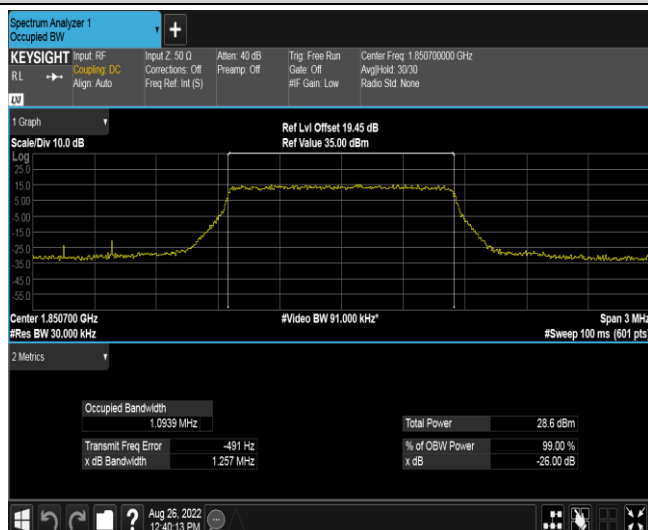 Spectrum Analyzer 1
Occupied BW
KEYSIGHT
RL
LXI
Input: RF
Coupling: DC
Align: Auto
Input Z: 50 Ω
Corrections: Off
Freq Ref: Int (S)
Atten: 40 dB
Preamp: Off
Trig: Free Run
Gate: Off
#IF Gain: Low
Center Freq: 1.850700000 GHz
Avg|Hold: 30/30
Radio Std: None
1 Graph
Scale/Div 10.0 dB
Ref Lvl Offset 19.45 dB
Ref Value 35.00 dBm
Log
25.0
15.0
5.00
-5.00
-15.0
-25.0
-35.0
-45.0
-55.0
Center 1.850700 GHz
#Video BW 91.000 kHz*
Span 3 MHz
#Res BW 30.000 kHz
#Sweep 100 ms (601 pts)
2 Metrics
Occupied Bandwidth
1.0939 MHz
Total Power 28.6 dBm
Transmit Freq Error -491 Hz
% of OBW Power 99.00 %
x dB Bandwidth 1.257 MHz
x dB -26.00 dB
Aug 26, 2022
12:40:13 PM